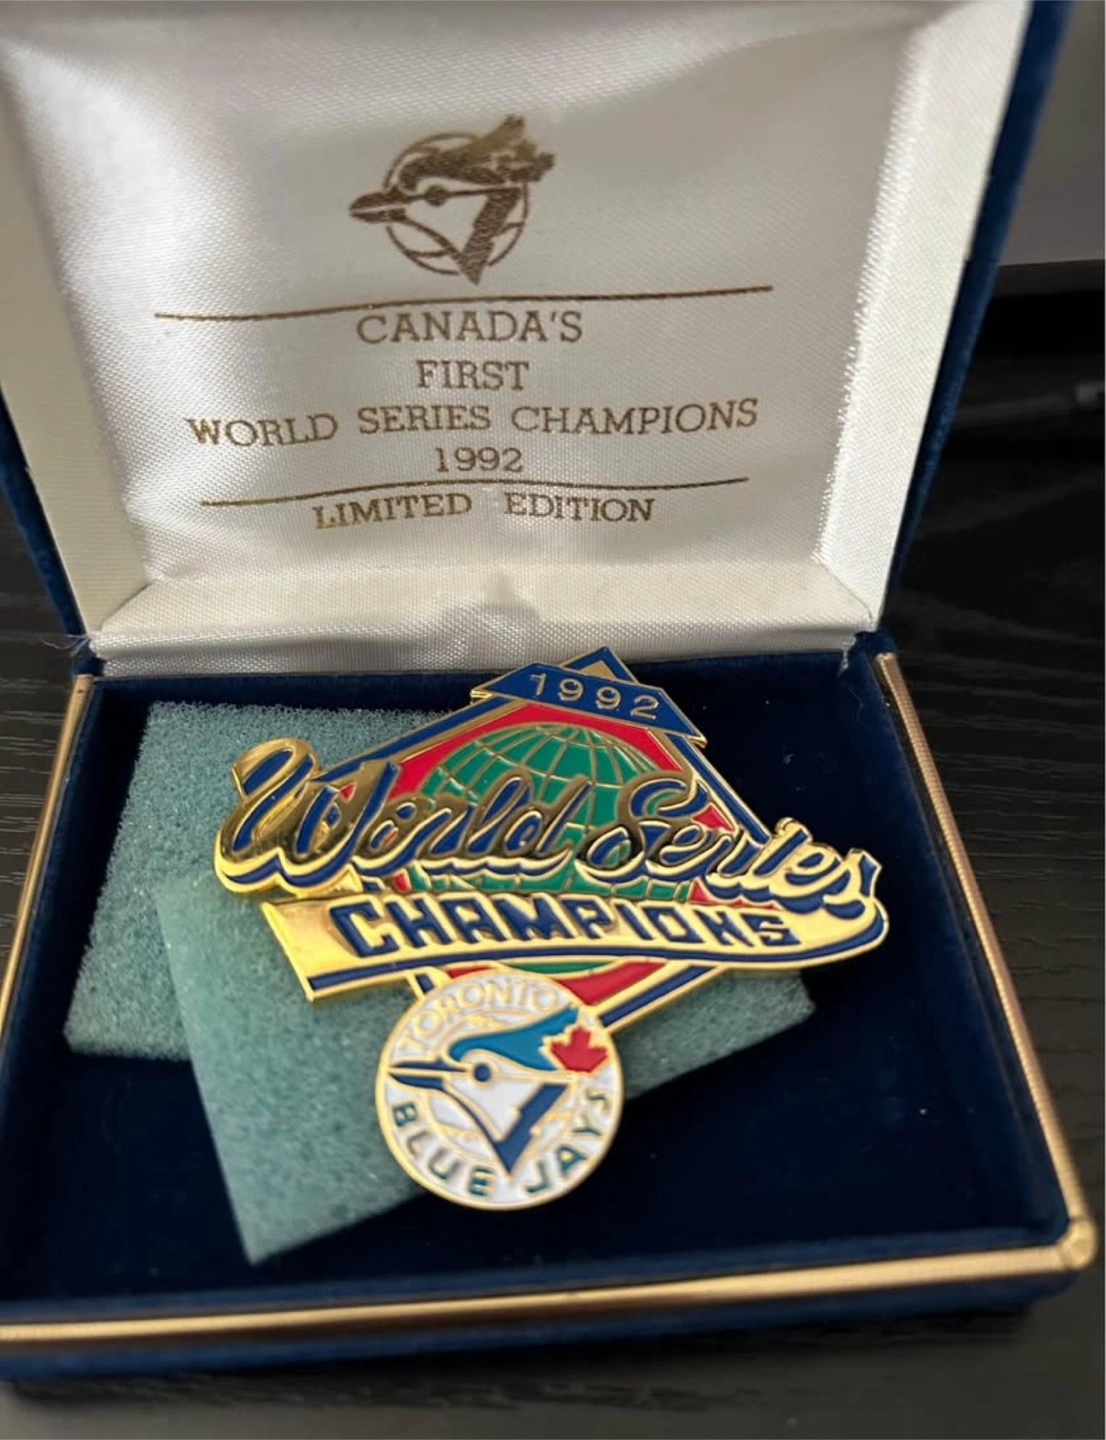 CANADA'S
FIRST
WORLD SERIES CHAMPIONS
1992
LIMITED EDITION
1992
World Series
CHAMPIONS
TORONTO
BLUE JAYS